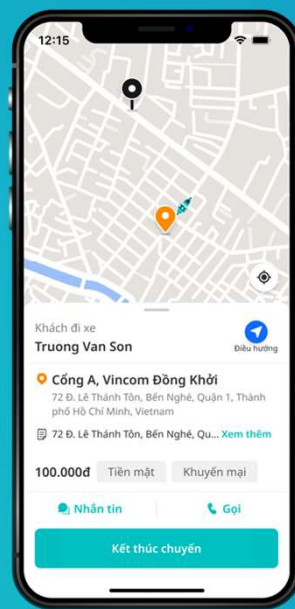 12:15
Khách đi xe
Truong Van Son
Điều hướng
Cổng A, Vincom Đồng Khởi
72 Đ. Lê Thánh Tôn, Bến Nghé, Quận 1, Thành
phố Hồ Chí Minh, Vietnam
72 Đ. Lê Thánh Tôn, Bến Nghé, Qu... Xem thêm
100.000đ Tiền mặt Khuyến mại
Nhắn tin Gọi
Kết thúc chuyến